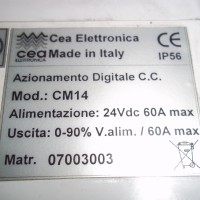 Cea Elettronica
Made in Italy
cea
ELETTRONICA
CE
IP56
Azionamento Digitale C.C.
Mod.: CM14
Alimentazione: 24Vdc 60A max
Uscita: 0-90% V.alim. / 60A max
Matr. 07003003